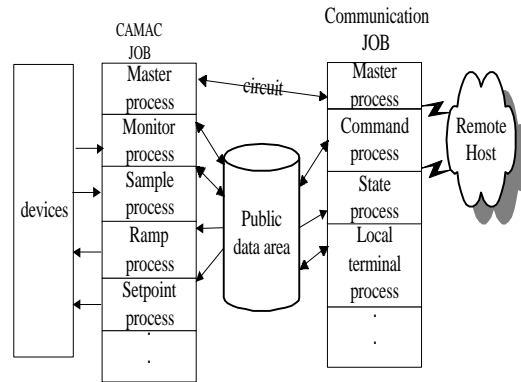 CAMAC
JOB
Communication
JOB
devices
Master
process
Monitor
process
Sample
process
Ramp
process
Setpoint
process
.
.
circuit
Public
data area
Master
process
Command
process
State
process
Local
terminal
process
.
.
Remote
Host